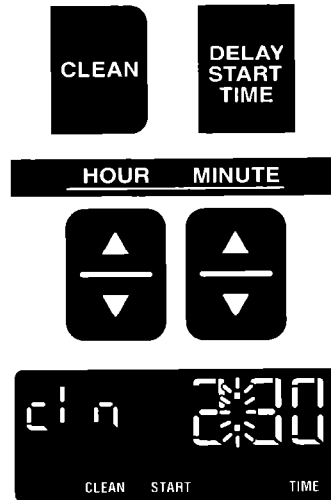 CLEAN
DELAY
START
TIME
HOUR MINUTE
cln 2:30
CLEAN START TIME